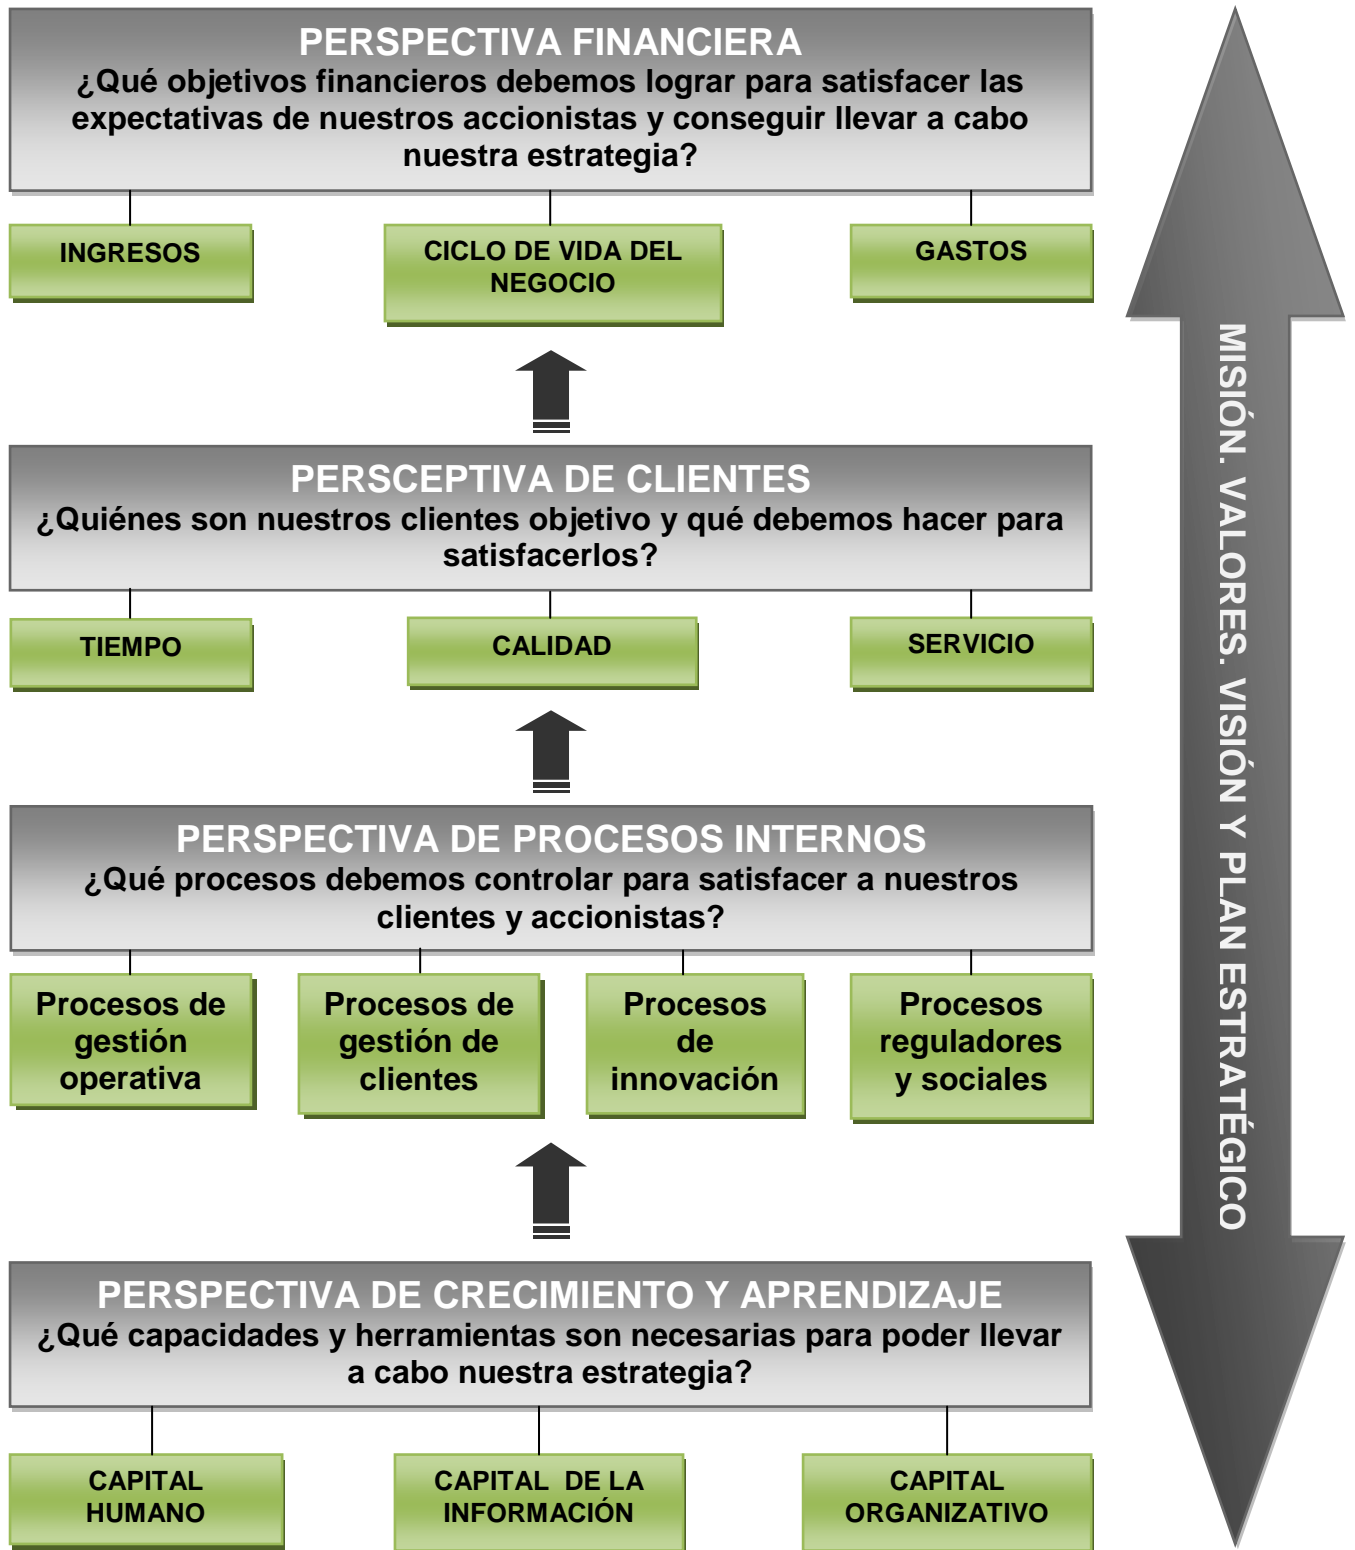 PERSPECTIVA FINANCIERA
¿Qué objetivos financieros debemos lograr para satisfacer las
expectativas de nuestros accionistas y conseguir llevar a cabo
nuestra estrategia?
INGRESOS
CICLO DE VIDA DEL
NEGOCIO
GASTOS
PERSCEPTIVA DE CLIENTES
¿Quiénes son nuestros clientes objetivo y qué debemos hacer para
satisfacerlos?
TIEMPO
CALIDAD
SERVICIO
PERSPECTIVA DE PROCESOS INTERNOS
¿Qué procesos debemos controlar para satisfacer a nuestros
clientes y accionistas?
Procesos de
gestión
operativa
Procesos de
gestión de
clientes
Procesos
de
innovación
Procesos
reguladores
y sociales
PERSPECTIVA DE CRECIMIENTO Y APRENDIZAJE
¿Qué capacidades y herramientas son necesarias para poder llevar
a cabo nuestra estrategia?
CAPITAL
HUMANO
CAPITAL DE LA
INFORMACIÓN
CAPITAL
ORGANIZATIVO
MISIÓN. VALORES. VISIÓN Y PLAN ESTRATÉGICO